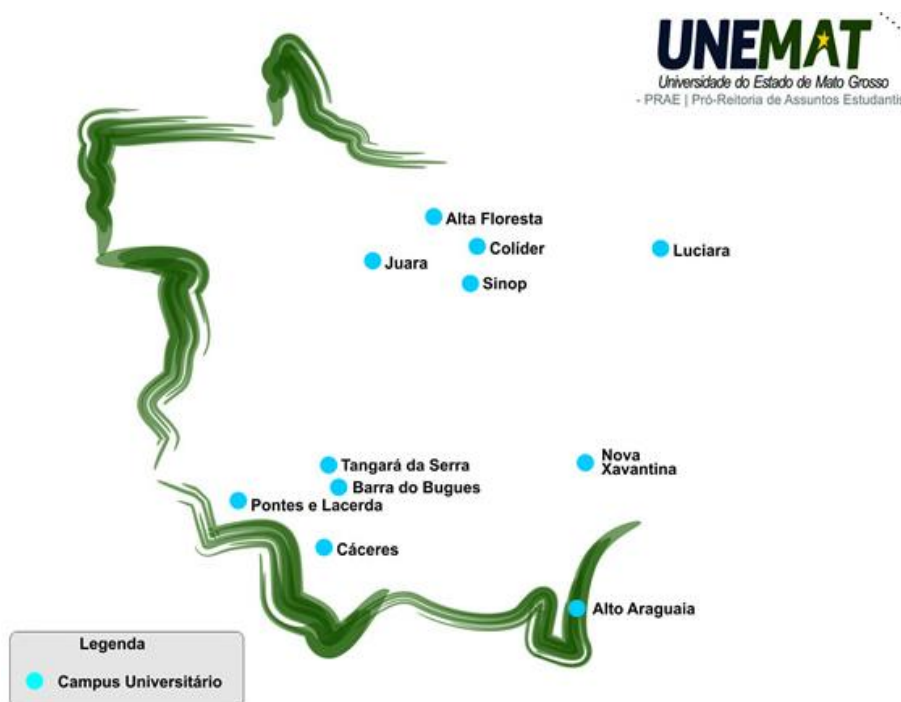 UNEMAT
Universidade do Estado de Mato Grosso
- PRAE | Pró-Reitoria de Assuntos Estudantis
Alta Floresta
Colíder
Luciara
Juara
Sinop
Tangará da Serra
Nova
Xavantina
Barra do Bugues
Pontes e Lacerda
Cáceres
Alto Araguaia
Legenda
Campus Universitário